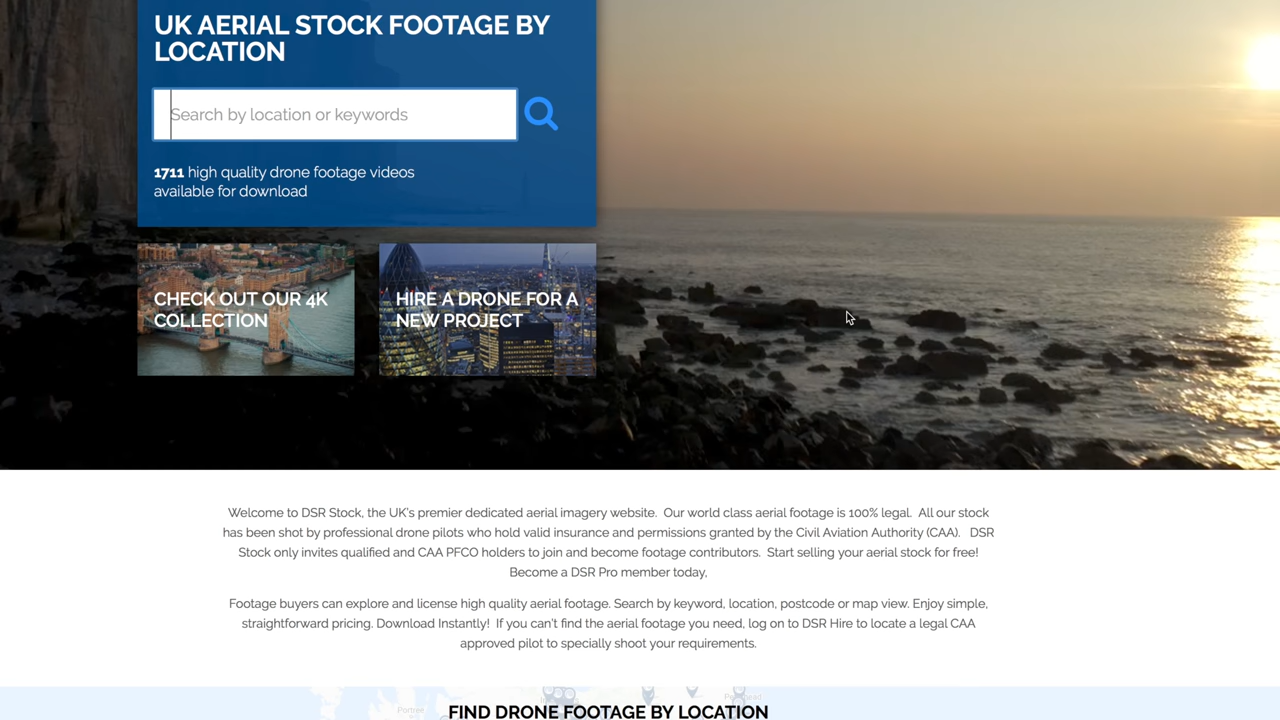 UK AERIAL STOCK FOOTAGE BY
LOCATION
Search by location or keywords
1711 high quality drone footage videos
available for download
CHECK OUT OUR 4K
COLLECTION
HIRE A DRONE FOR A
NEW PROJECT
Welcome to DSR Stock, the UK's premier dedicated aerial imagery website. Our world class aerial footage is 100% legal. All our stock
has been shot by professional drone pilots who hold valid insurance and permissions granted by the Civil Aviation Authority (CAA). DSR
Stock only invites qualified and CAA PFCO holders to join and become footage contributors. Start selling your aerial stock for free!
Become a DSR Pro member today,
Footage buyers can explore and license high quality aerial footage. Search by keyword, location, postcode or map view. Enjoy simple,
straightforward pricing. Download Instantly! If you can't find the aerial footage you need, log on to DSR Hire to locate a legal CAA
approved pilot to specially shoot your requirements.
Portree
FIND DRONE FOOTAGE BY LOCATION